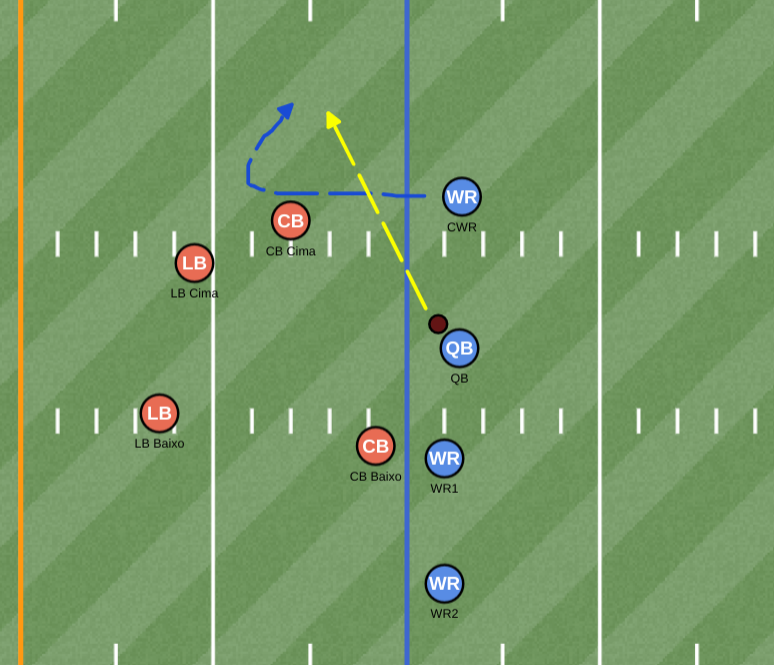 WR
CWR
CB
CB Cima
LB
LB Cima
QB
QB
LB
LB Baixo
CB
CB Baixo
WR
WR1
WR
WR2